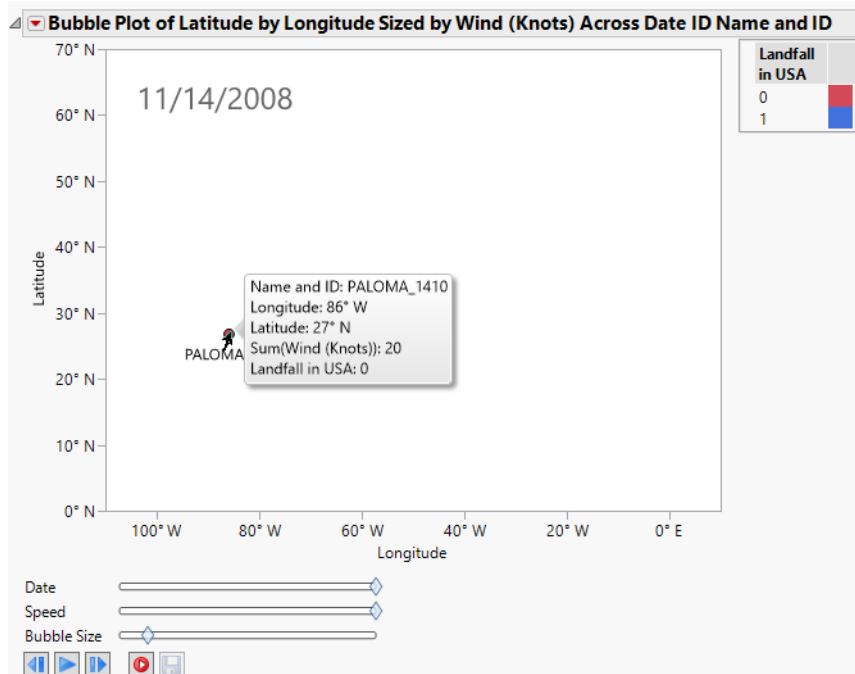 Bubble Plot of Latitude by Longitude Sized by Wind (Knots) Across Date ID Name and ID
70° N
60° N
50° N
40° N
30° N
20° N
10° N
0° N
Latitude
11/14/2008
PALOMA
Name and ID: PALOMA_1410
Longitude: 86° W
Latitude: 27° N
Sum(Wind (Knots)): 20
Landfall in USA: 0
100° W
80° W
60° W
40° W
20° W
0° E
Longitude
Landfall
in USA
0
1
Date
Speed
Bubble Size